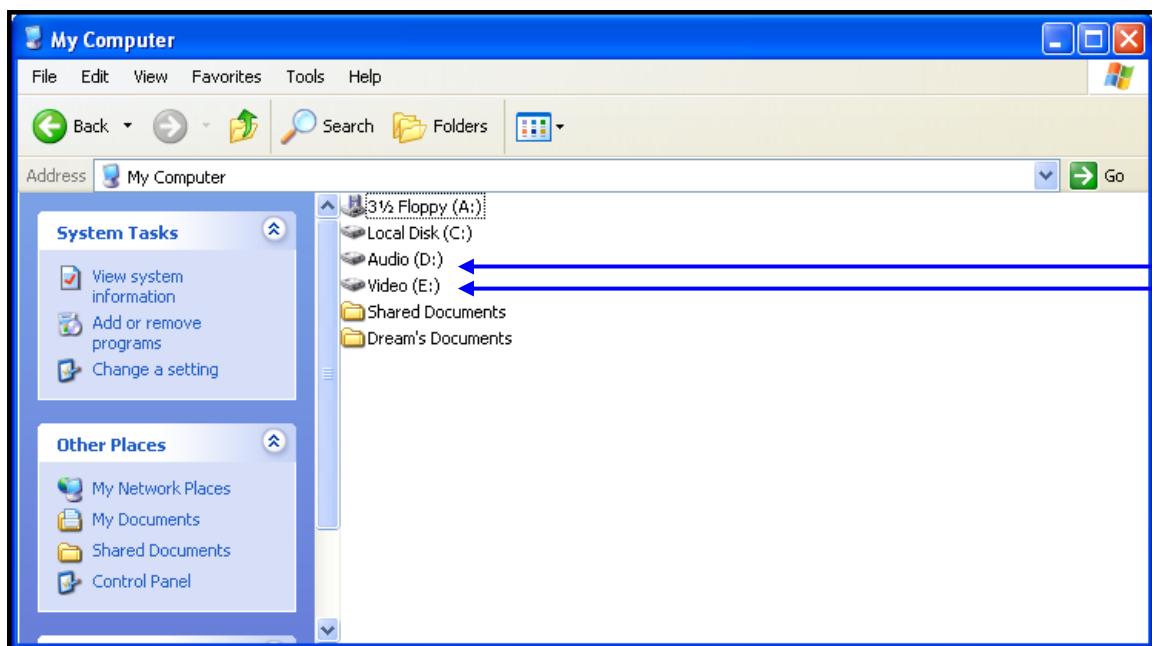 My Computer
File Edit View Favorites Tools Help
Back Search Folders
Address My Computer Go
System Tasks
View system
information
Add or remove
programs
Change a setting
Other Places
My Network Places
My Documents
Shared Documents
Control Panel
3½ Floppy (A:)
Local Disk (C:)
Audio (D:)
Video (E:)
Shared Documents
Dream's Documents